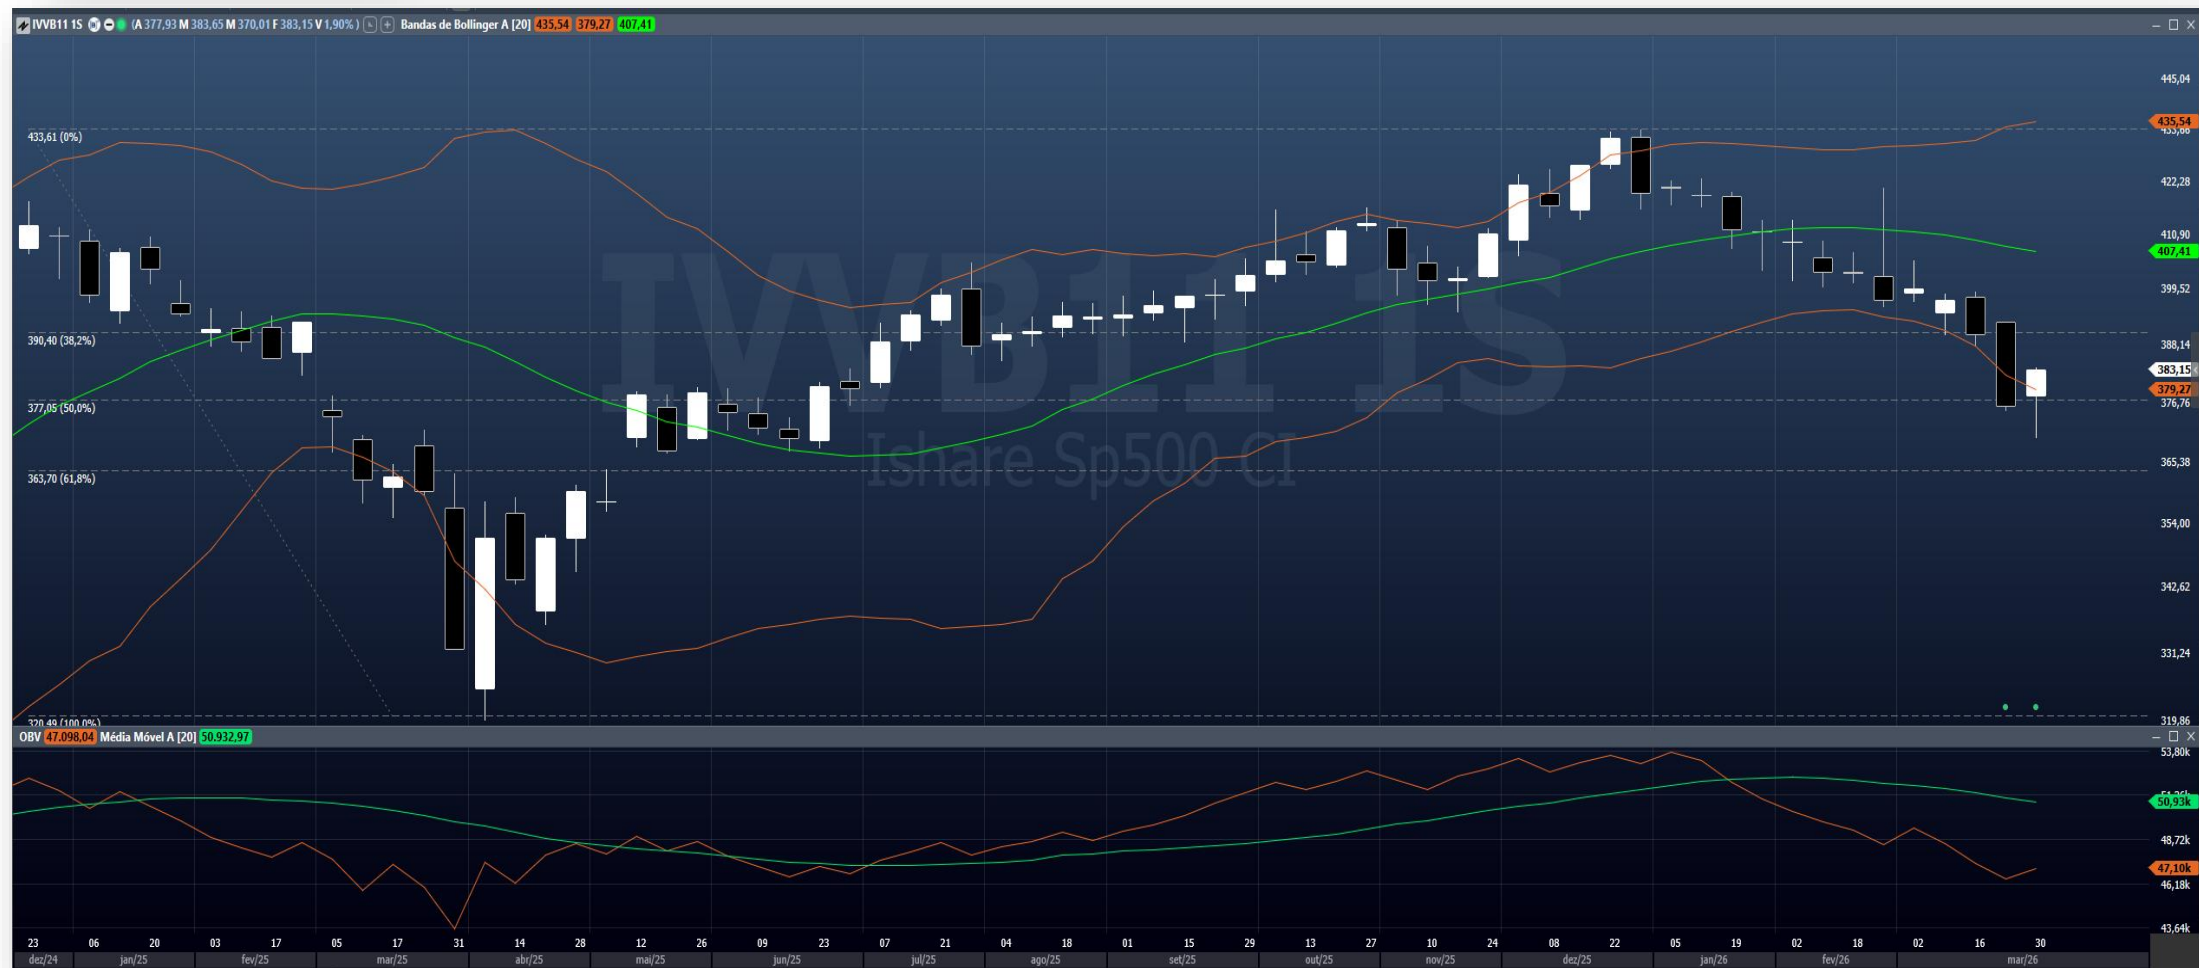 IVVB11 1S (A 377,93 M 383,65 M 370,01 F 383,15 V 1,90% ) Bandas de Bollinger A [20] 435,54 379,27 407,41
IVVB11 1S
Ishare Sp500 CI
433,61 (0%)
390,40 (38,2%)
377,05 (50,0%)
363,70 (61,8%)
320,49 (100,0%)
445,04
435,54
433,66
422,28
410,90
407,41
399,52
388,14
383,15
379,27
376,76
365,38
354,00
342,62
331,24
319,86
OBV 47.098,04 Média Móvel A [20] 50.932,97
53,80k
50,93k
48,72k
47,10k
46,18k
43,64k
23 06 20 03 17 05 17 31 14 28 12 26 09 23 07 21 04 18 01 15 29 13 27 10 24 08 22 05 19 02 18 02 16 30
dez/24 jan/25 fev/25 mar/25 abr/25 mai/25 jun/25 jul/25 ago/25 set/25 out/25 nov/25 dez/25 jan/26 fev/26 mar/26